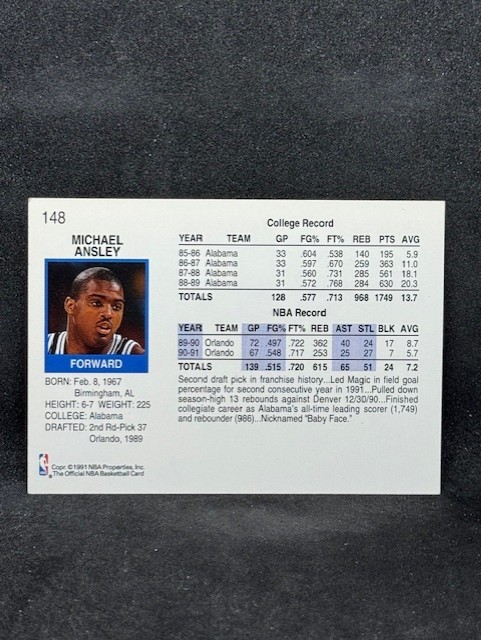 148
MICHAEL
ANSLEY
FORWARD
BORN: Feb. 8, 1967
Birmingham, AL
HEIGHT: 6-7 WEIGHT: 225
COLLEGE: Alabama
DRAFTED: 2nd Rd-Pick 37
Orlando, 1989
Copr. ©1991 NBA Properties, Inc.
The Official NBA Basketball Card
College Record
YEAR TEAM GP FG% FT% REB PTS AVG
85-86 Alabama 33 .604 .538 140 195 5.9
86-87 Alabama 33 .597 .670 259 363 11.0
87-88 Alabama 31 .560 .731 285 561 18.1
88-89 Alabama 31 .572 .768 284 630 20.3
TOTALS 128 .577 .713 968 1749 13.7
NBA Record
YEAR TEAM GP FG% FT% REB AST STL BLK AVG
89-90 Orlando 72 .497 .722 362 40 24 17 8.7
90-91 Orlando 67 .548 .717 253 25 27 7 5.7
TOTALS 139 .515 .720 615 65 51 24 7.2
Second draft pick in franchise history...Led Magic in field goal
percentage for second consecutive year in 1991...Pulled down
season-high 13 rebounds against Denver 12/30/90...Finished
collegiate career as Alabama's all-time leading scorer (1,749)
and rebounder (986)...Nicknamed "Baby Face."